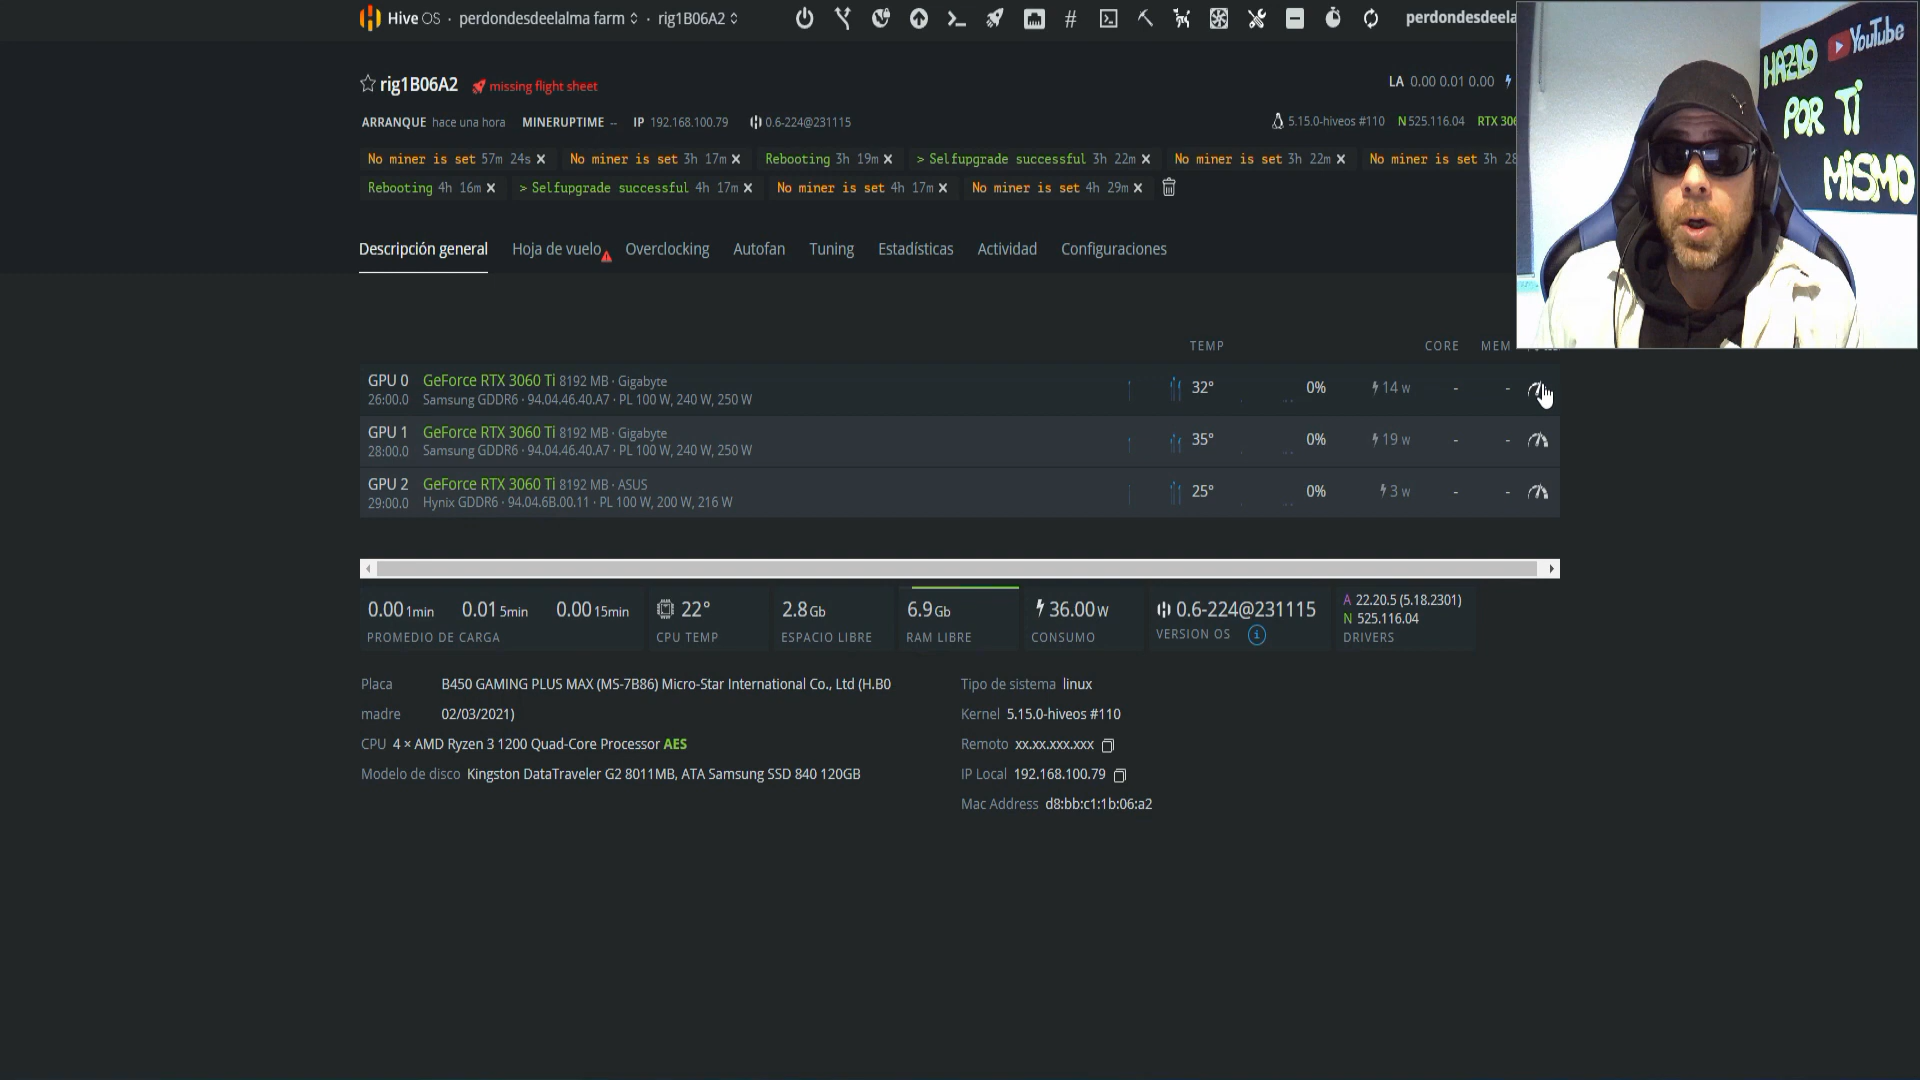 Hive OS · perdondesdeelalma farm · rig1B06A2 # perdondesdeela
HAZLO YouTube
POR TI
MiSMO
rig1B06A2 missing flight sheet LA 0.00 0.01 0.00
ARRANQUE hace una hora MINERUPTIME -- IP 192.168.100.79 0.6-224@231115 5.15.0-hiveos #110 N 525.116.04 RTX 306
No miner is set 57m 24s × No miner is set 3h 17m × Rebooting 3h 19m × > Selfupgrade successful 3h 22m × No miner is set 3h 22m × No miner is set 3h 28
Rebooting 4h 16m × > Selfupgrade successful 4h 17m × No miner is set 4h 17m × No miner is set 4h 29m ×
Descripción general Hoja de vuelo Overclocking Autofan Tuning Estadísticas Actividad Configuraciones
TEMP CORE MEM
GPU 0 GeForce RTX 3060 Ti 8192 MB · Gigabyte 32° 0% 14 w - -
26:00.0 Samsung GDDR6 · 94.04.46.40.A7 · PL 100 W, 240 W, 250 W
GPU 1 GeForce RTX 3060 Ti 8192 MB · Gigabyte 35° 0% 19 w - -
28:00.0 Samsung GDDR6 · 94.04.46.40.A7 · PL 100 W, 240 W, 250 W
GPU 2 GeForce RTX 3060 Ti 8192 MB · ASUS 25° 0% 3 w - -
29:00.0 Hynix GDDR6 · 94.04.6B.00.11 · PL 100 W, 200 W, 216 W
0.00 1min 0.01 5min 0.00 15min 22° 2.8 Gb 6.9 Gb 36.00 w 0.6-224@231115 A 22.20.5 (5.18.2301)
N 525.116.04
PROMEDIO DE CARGA CPU TEMP ESPACIO LIBRE RAM LIBRE CONSUMO VERSION OS DRIVERS
Placa madre B450 GAMING PLUS MAX (MS-7B86) Micro-Star International Co., Ltd (H.B0
02/03/2021)
CPU 4 × AMD Ryzen 3 1200 Quad-Core Processor AES
Modelo de disco Kingston DataTraveler G2 8011MB, ATA Samsung SSD 840 120GB
Tipo de sistema linux
Kernel 5.15.0-hiveos #110
Remoto xx.xx.xxx.xxx
IP Local 192.168.100.79
Mac Address d8:bb:c1:1b:06:a2